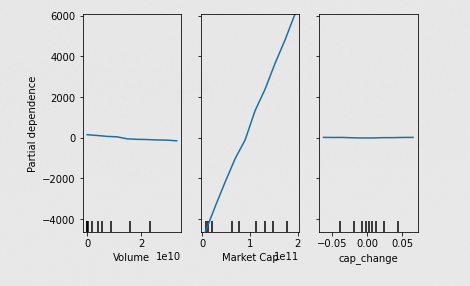 6000
4000
2000
0
−2000
−4000
Partial dependence
0 2
1e10
Volume
0 1 2
1e11
Market Cap
−0.05 0.00 0.05
cap_change